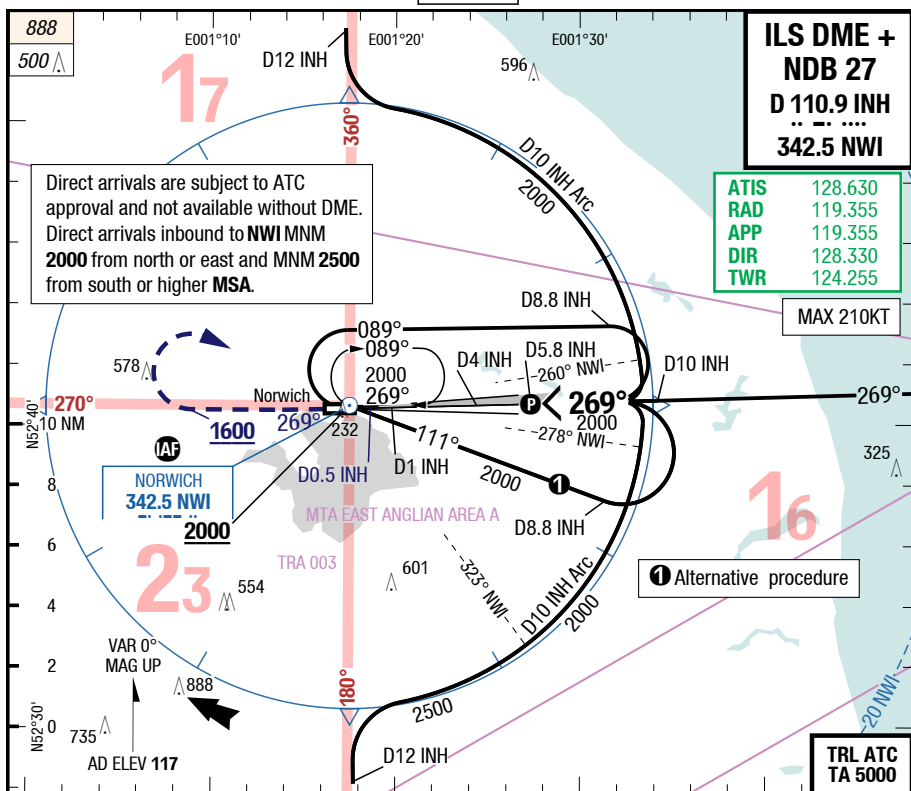 888
500
E001°10'
E001°20'
E001°30'
ILS DME +
NDB 27
D 110.9 INH
342.5 NWI
D12 INH
17
596
360°
D10 INH Arc
2000
Direct arrivals are subject to ATC
approval and not available without DME.
Direct arrivals inbound to NWI MNM
2000 from north or east and MNM 2500
from south or higher MSA.
ATIS 128.630
RAD 119.355
APP 119.355
DIR 128.330
TWR 124.255
MAX 210KT
D8.8 INH
089°
089°
2000
269°
D4 INH
D5.8 INH
260° NWI
D10 INH
578
Norwich
P
269°
2000
269°
N52°40'
270°
10 NM
1600
269°
232
111°
278° NWI
IAF
NORWICH
342.5 NWI
D0.5 INH
D1 INH
2000
1
325
8
2000
MTA EAST ANGLIAN AREA A
D8.8 INH
16
6
23
TRA 003
601
323° NWI
D10 INH Arc
2000
1 Alternative procedure
554
4
VAR 0°
MAG UP
2
888
180°
2500
20 NWI
N52°30'
0
735
AD ELEV 117
D12 INH
TRL ATC
TA 5000